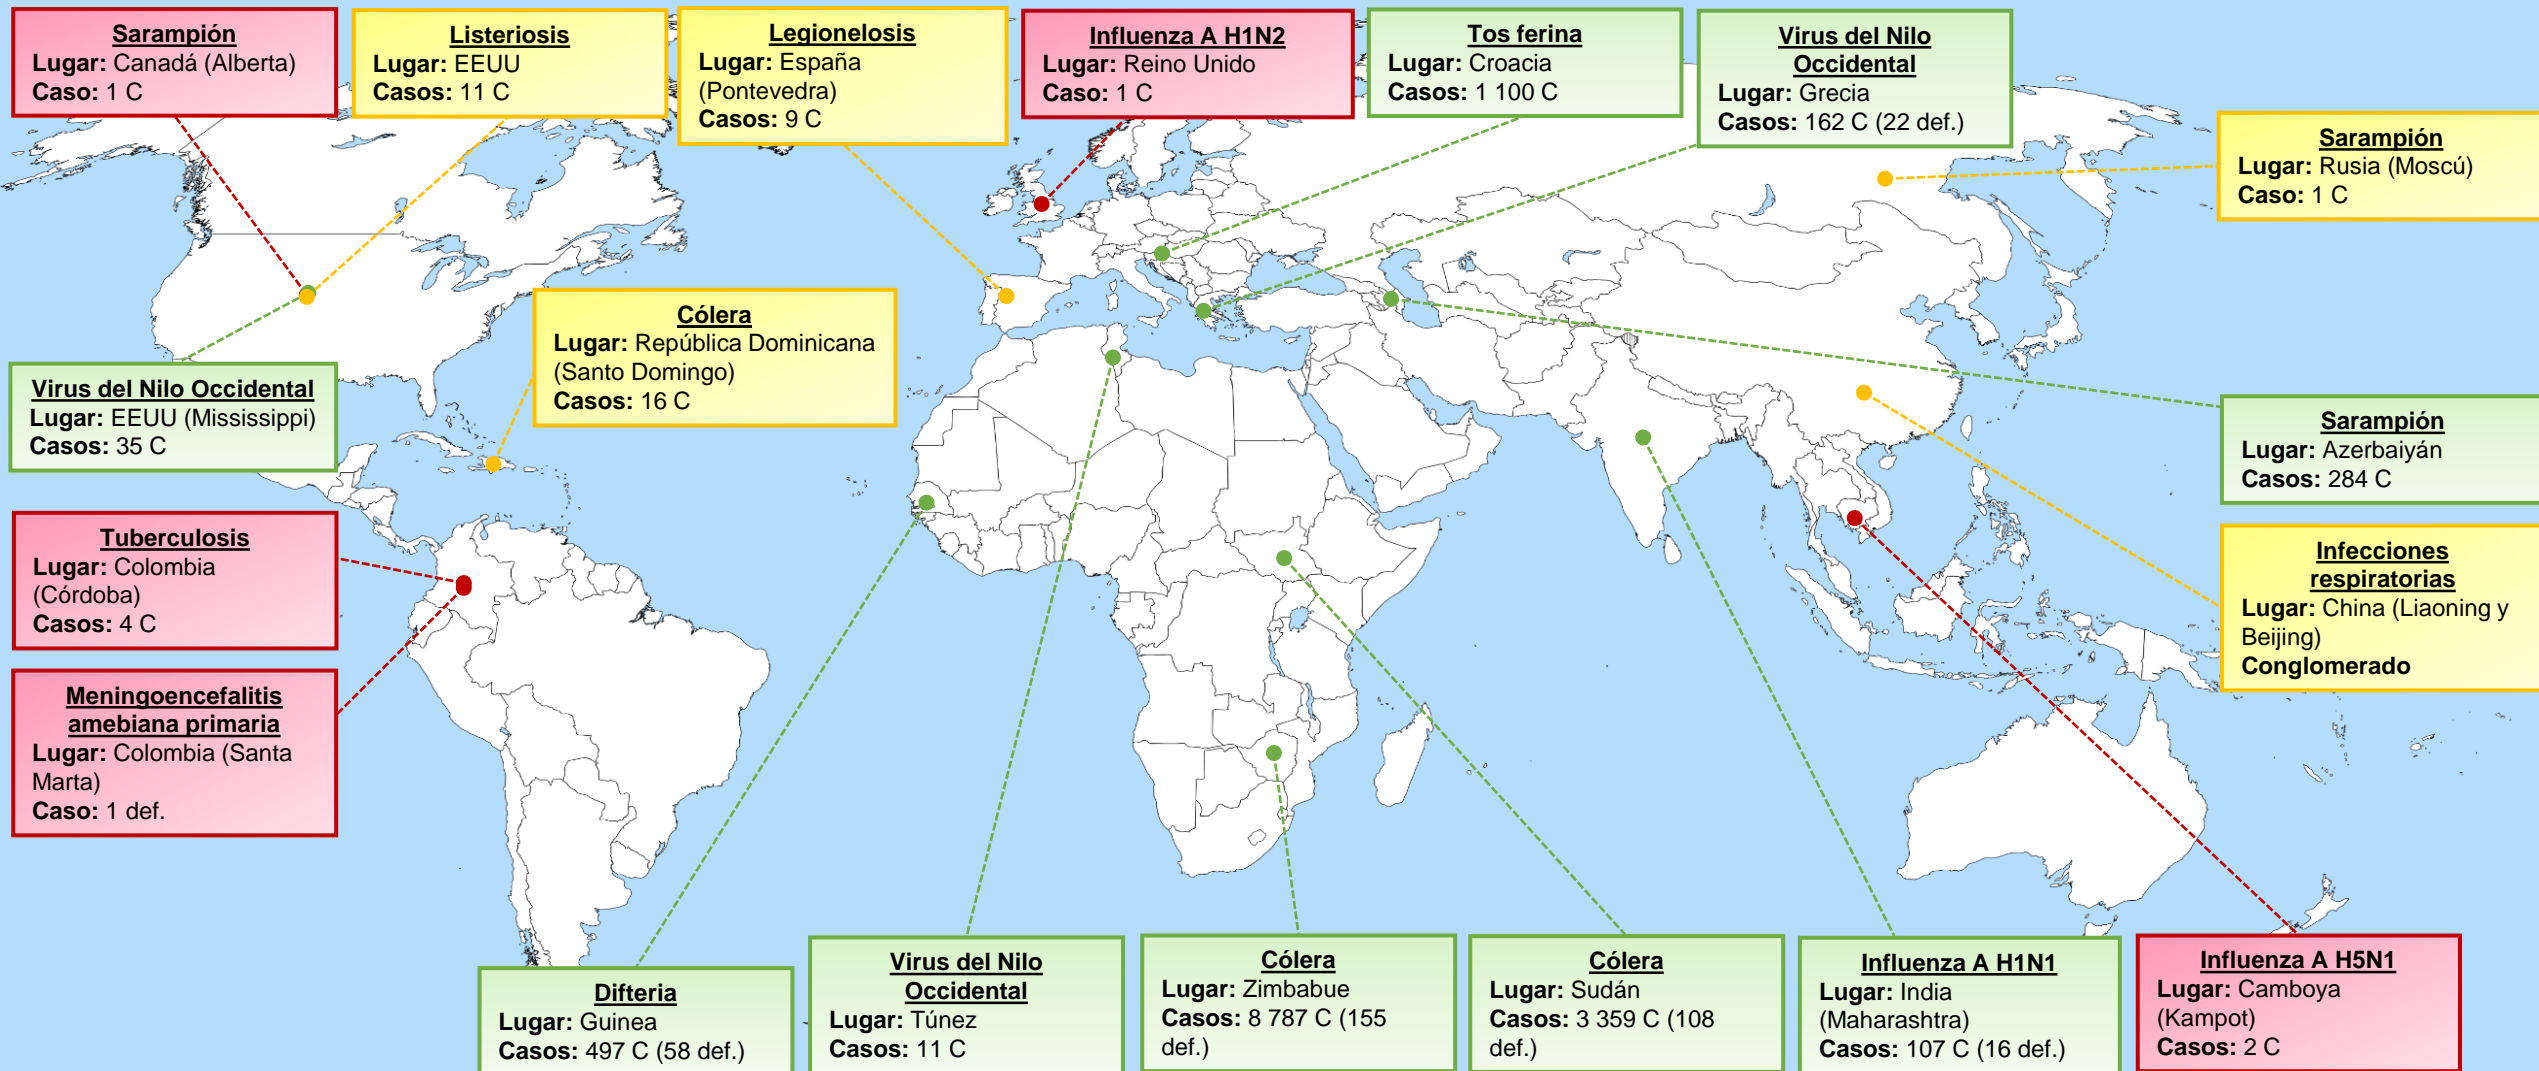 Sarampión
Lugar: Canadá (Alberta)
Caso: 1 C
Listeriosis
Lugar: EEUU
Casos: 11 C
Legionelosis
Lugar: España
(Pontevedra)
Casos: 9 C
Influenza A H1N2
Lugar: Reino Unido
Caso: 1 C
Tos ferina
Lugar: Croacia
Casos: 1 100 C
Virus del Nilo
Occidental
Lugar: Grecia
Casos: 162 C (22 def.)
Sarampión
Lugar: Rusia (Moscú)
Caso: 1 C
Cólera
Lugar: República Dominicana
(Santo Domingo)
Casos: 16 C
Virus del Nilo Occidental
Lugar: EEUU (Mississippi)
Casos: 35 C
Sarampión
Lugar: Azerbaiyán
Casos: 284 C
Tuberculosis
Lugar: Colombia
(Córdoba)
Casos: 4 C
Infecciones
respiratorias
Lugar: China (Liaoning y
Beijing)
Conglomerado
Meningoencefalitis
amebiana primaria
Lugar: Colombia (Santa
Marta)
Caso: 1 def.
Difteria
Lugar: Guinea
Casos: 497 C (58 def.)
Virus del Nilo
Occidental
Lugar: Túnez
Casos: 11 C
Cólera
Lugar: Zimbabue
Casos: 8 787 C (155
def.)
Cólera
Lugar: Sudán
Casos: 3 359 C (108
def.)
Influenza A H1N1
Lugar: India
(Maharashtra)
Casos: 107 C (16 def.)
Influenza A H5N1
Lugar: Camboya
(Kampot)
Casos: 2 C